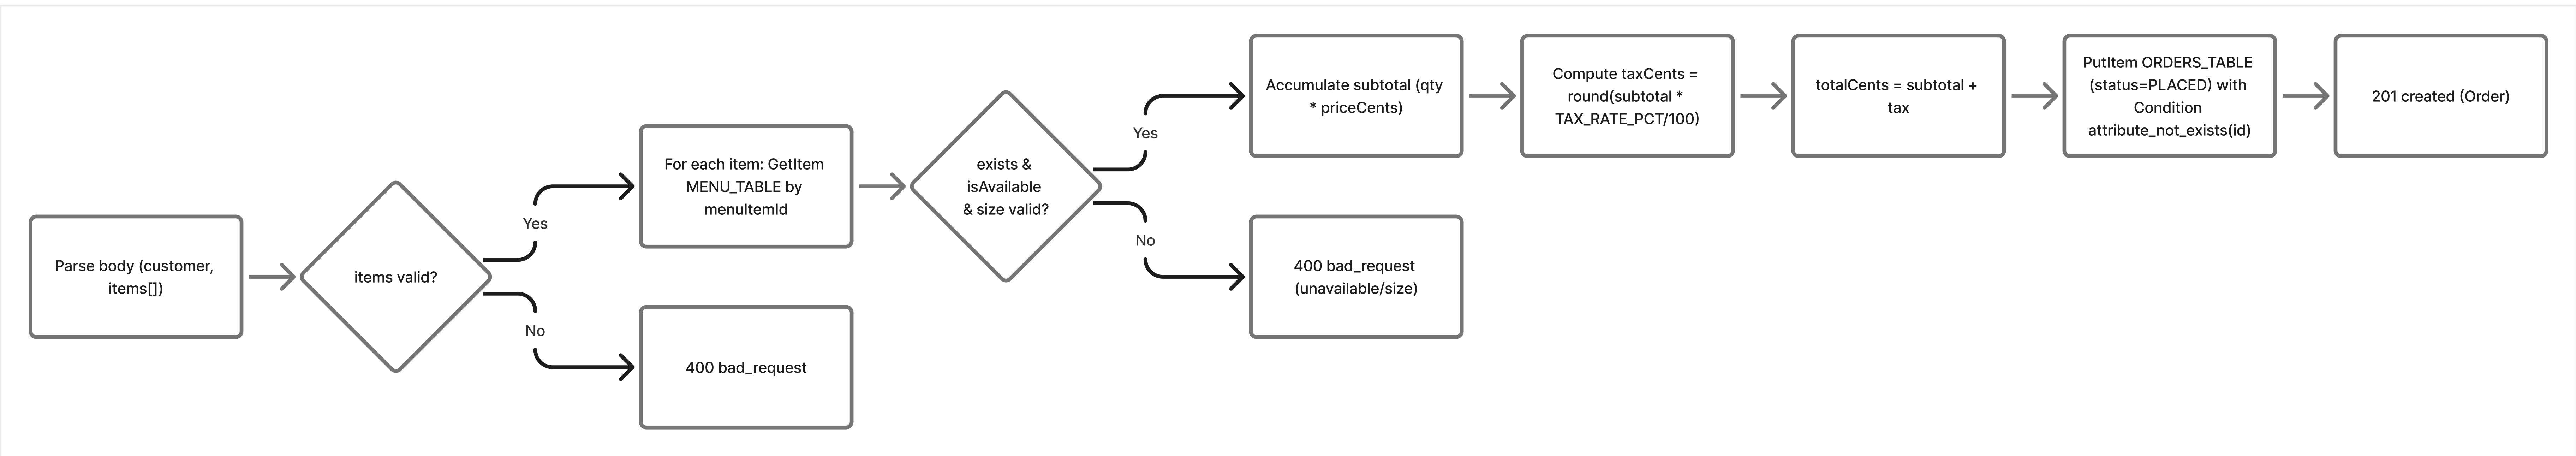 Parse body (customer,
items[])
items valid?
Yes
No
For each item: GetItem
MENU_TABLE by
menuItemId
400 bad_request
exists &
isAvailable
& size valid?
Yes
No
Accumulate subtotal (qty
* priceCents)
400 bad_request
(unavailable/size)
Compute taxCents =
round(subtotal *
TAX_RATE_PCT/100)
totalCents = subtotal +
tax
PutItem ORDERS_TABLE
(status=PLACED) with
Condition
attribute_not_exists(id)
201 created (Order)